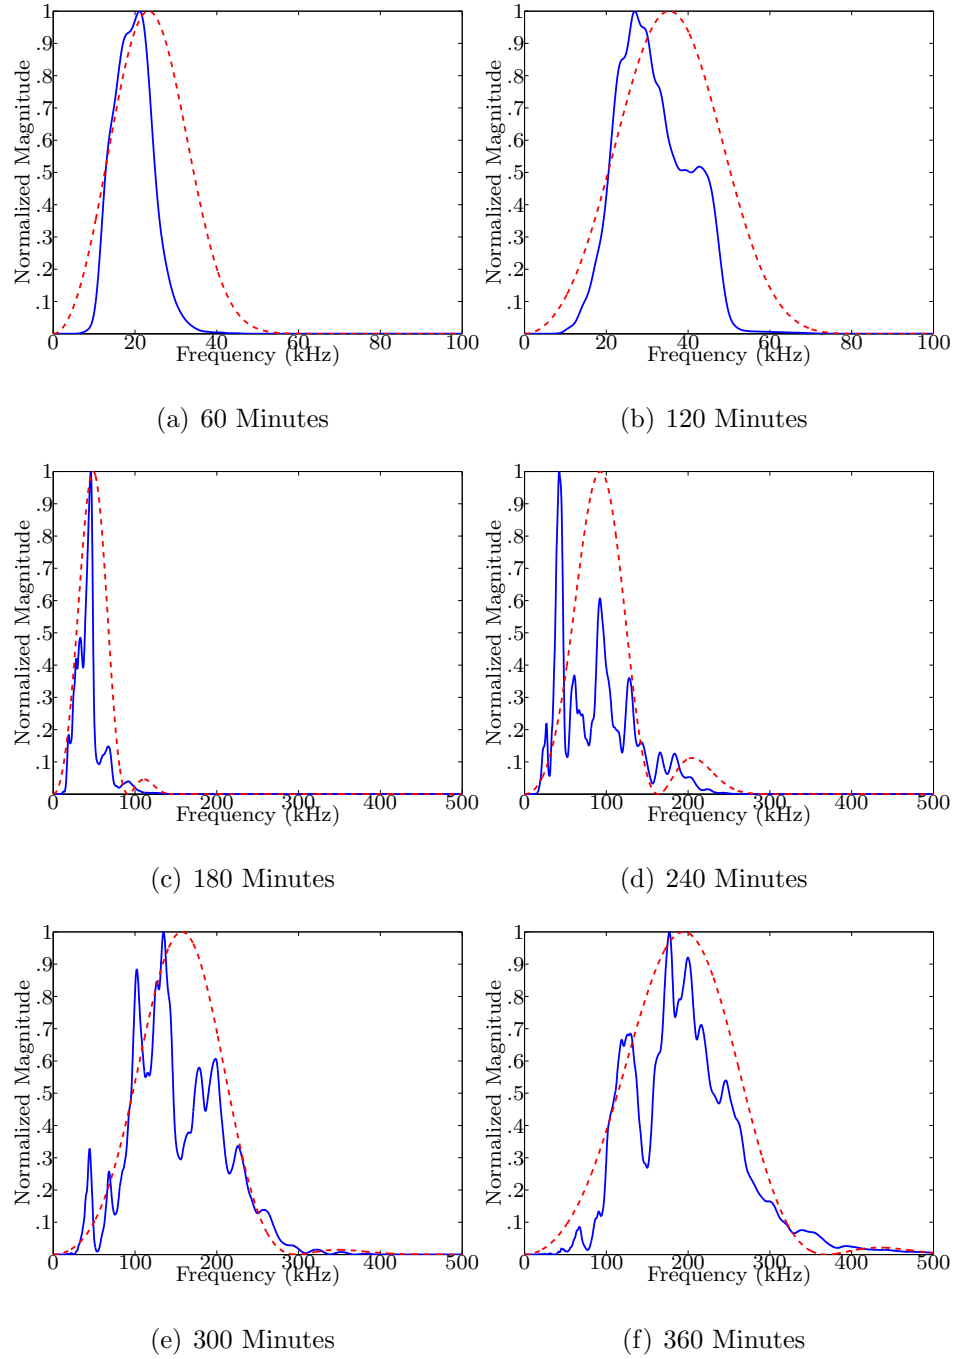 1
.9
.8
.7
.6
.5
.4
.3
.2
.1
Normalized Magnitude
0 20 40 60 80 100
Frequency (kHz)
(a) 60 Minutes
1
.9
.8
.7
.6
.5
.4
.3
.2
.1
Normalized Magnitude
0 20 40 60 80 100
Frequency (kHz)
(b) 120 Minutes
1
.9
.8
.7
.6
.5
.4
.3
.2
.1
Normalized Magnitude
0 100 200 300 400 500
Frequency (kHz)
(c) 180 Minutes
1
.9
.8
.7
.6
.5
.4
.3
.2
.1
Normalized Magnitude
0 100 200 300 400 500
Frequency (kHz)
(d) 240 Minutes
1
.9
.8
.7
.6
.5
.4
.3
.2
.1
Normalized Magnitude
0 100 200 300 400 500
Frequency (kHz)
(e) 300 Minutes
1
.9
.8
.7
.6
.5
.4
.3
.2
.1
Normalized Magnitude
0 100 200 300 400 500
Frequency (kHz)
(f) 360 Minutes